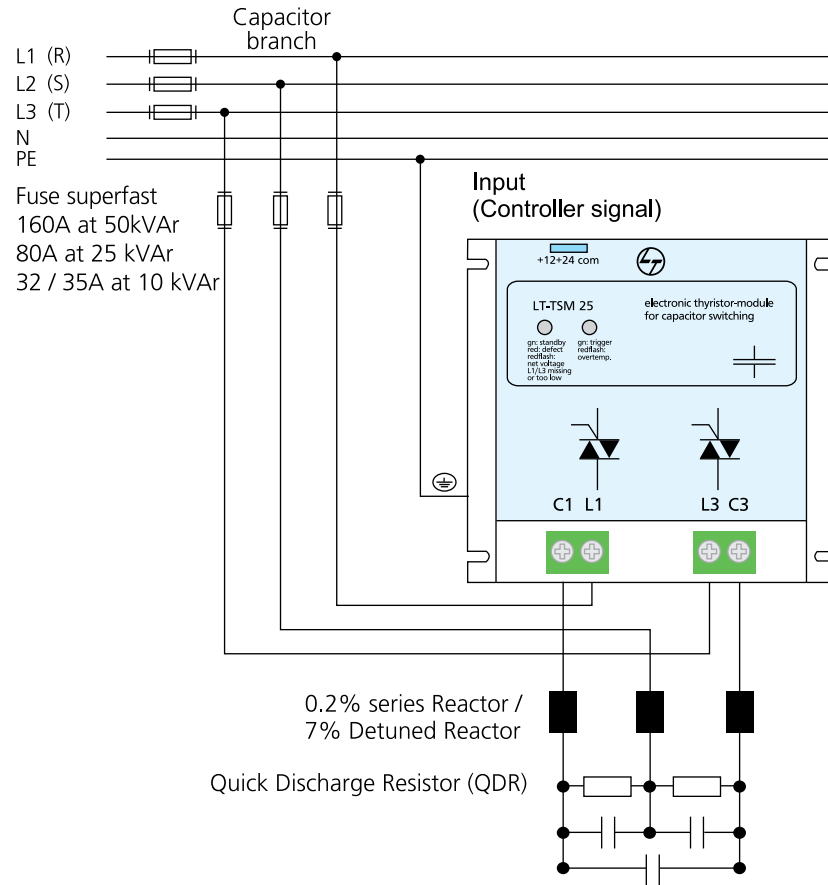 Capacitor
branch
L1 (R)
L2 (S)
L3 (T)
N
PE
Fuse superfast
160A at 50kVAr
80A at 25 kVAr
32 / 35A at 10 kVAr
Input
(Controller signal)
+12+24 com
LT
LT-TSM 25
electronic thyristor-module
for capacitor switching
gn: standby
red: defect
redflash:
net voltage
L1/L3 missing
or too low
gn: trigger
redflash:
overtemp.
C1 L1
L3 C3
0.2% series Reactor /
7% Detuned Reactor
Quick Discharge Resistor (QDR)